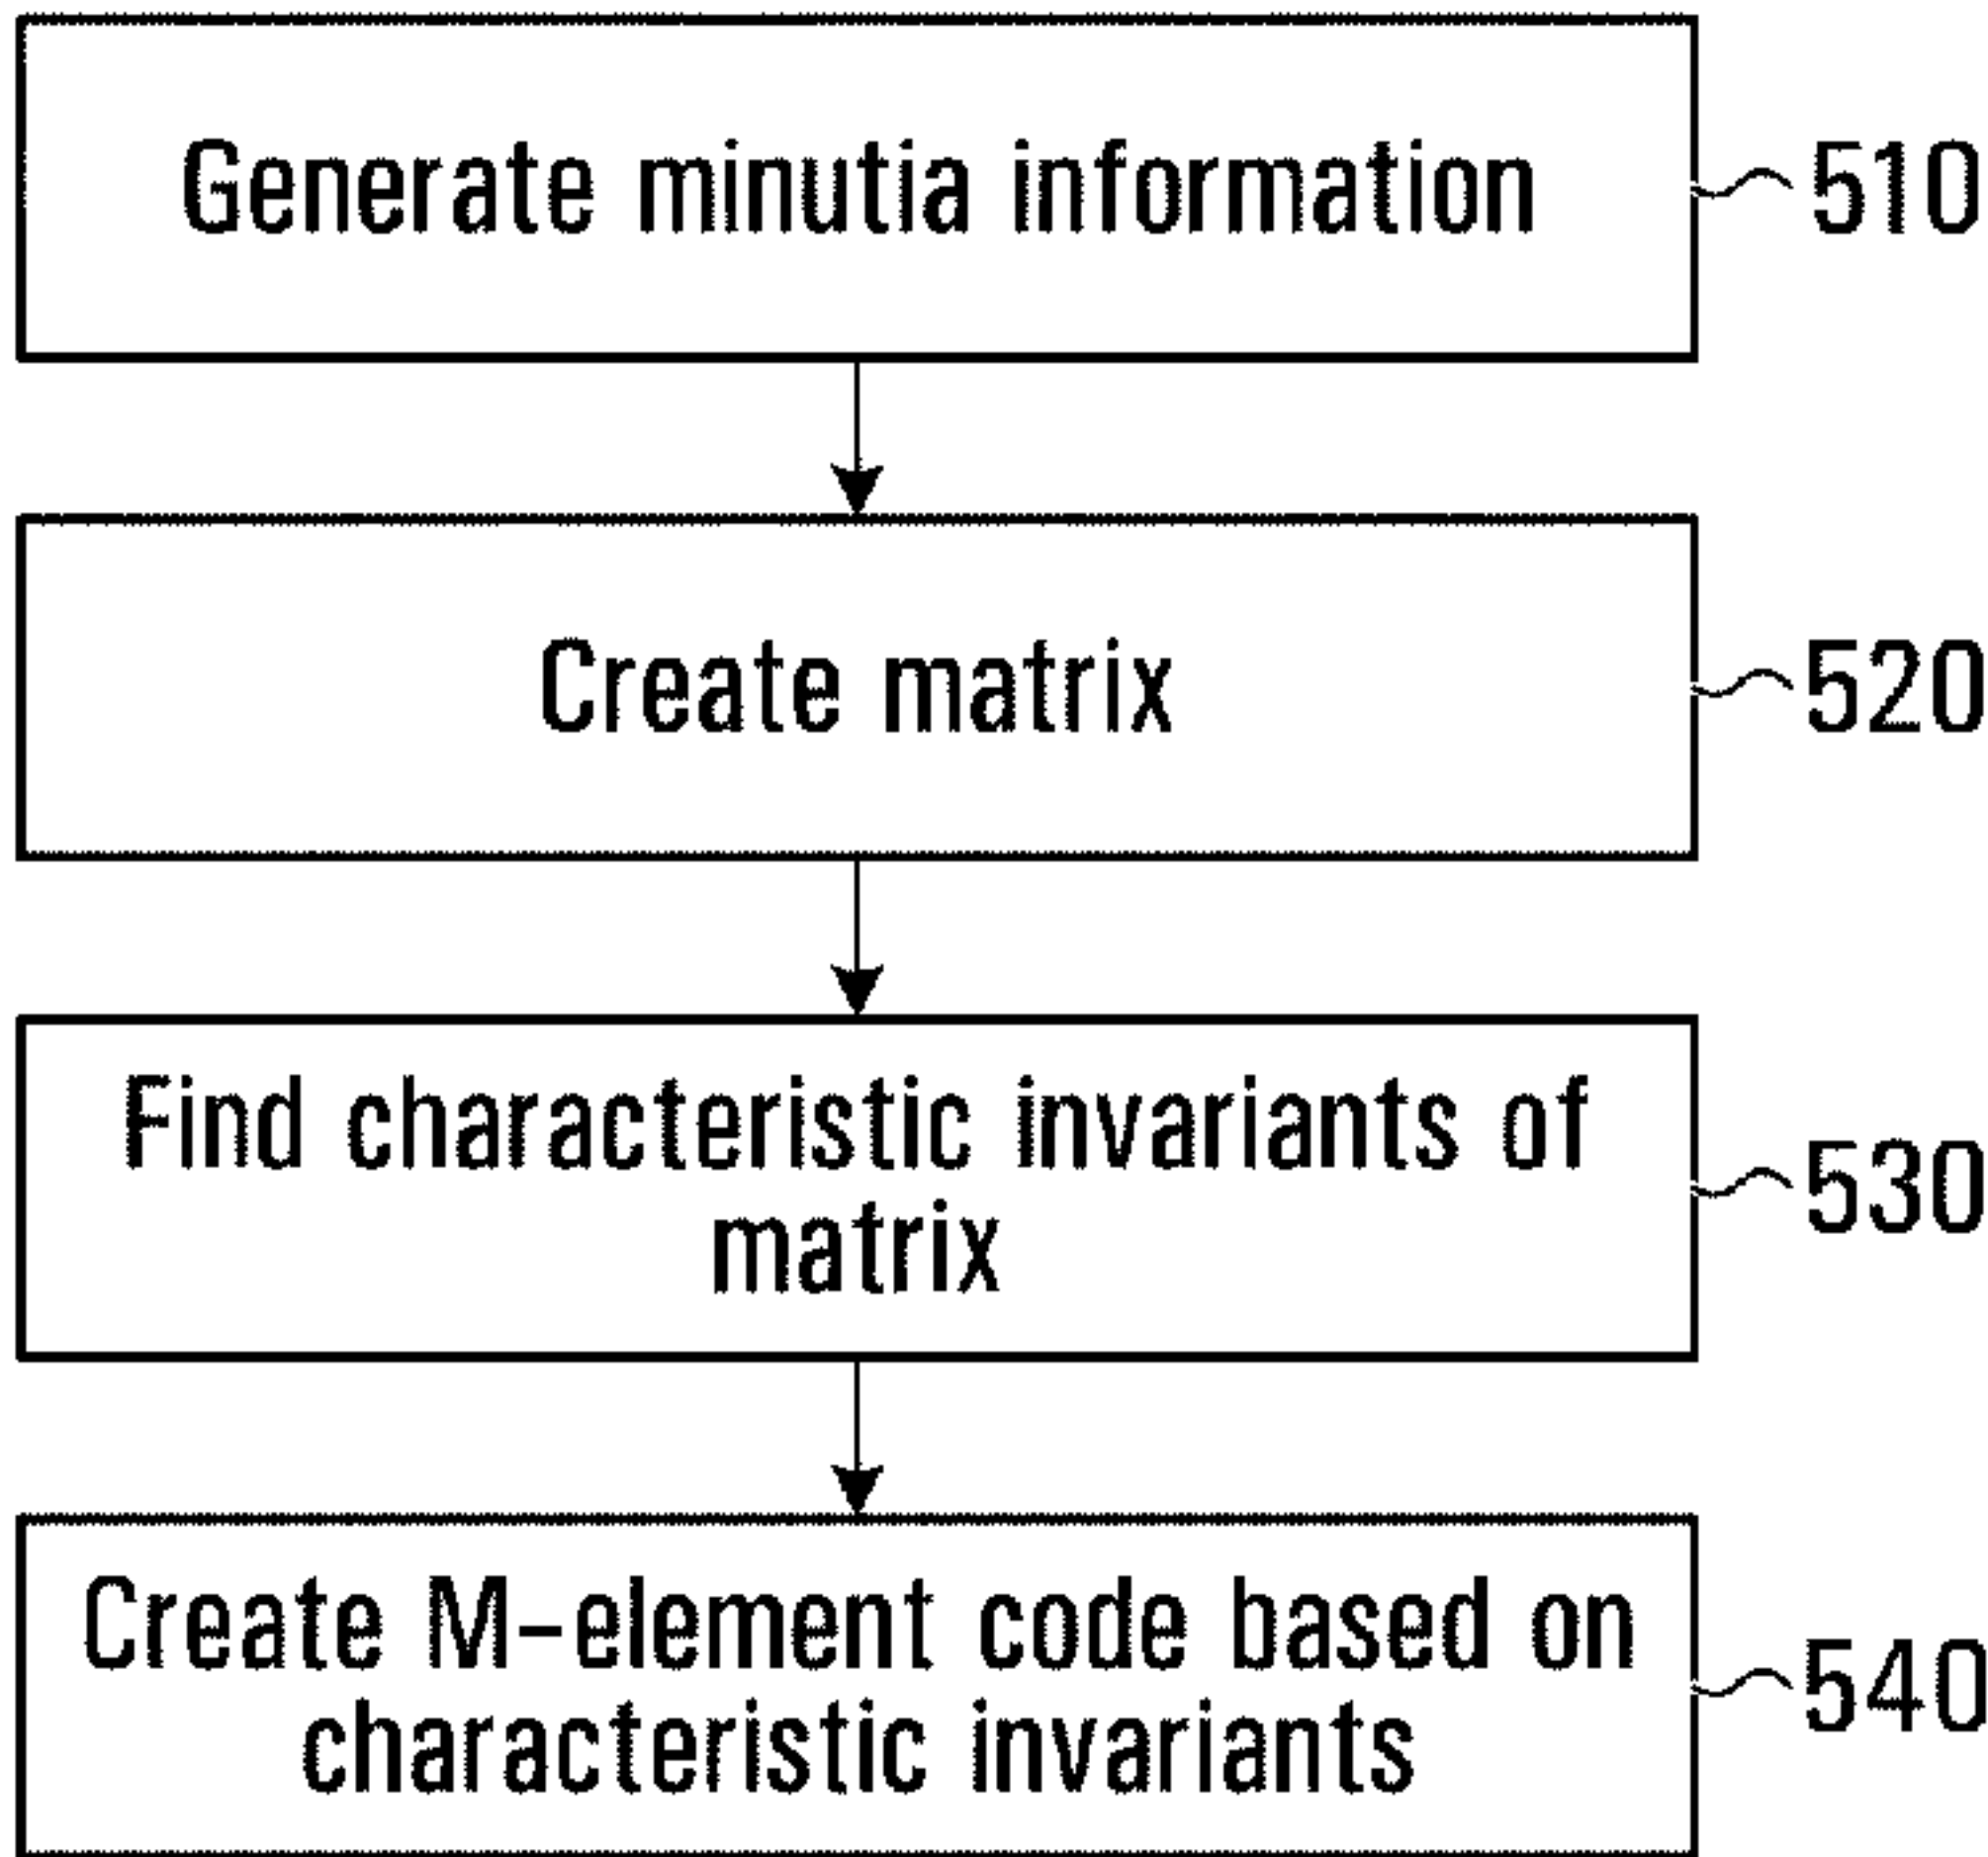 Generate minutia information
510
Create matrix
520
Find characteristic invariants of
matrix
530
Create M-element code based on
characteristic invariants
540